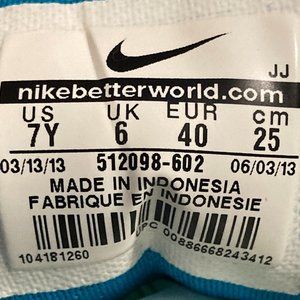 JJ
nikebetterworld.com
US UK EUR cm
7Y 6 40 25
03/13/13 512098-602 06/03/13
MADE IN INDONESIA
FABRIQUE EN INDONESIE
104181260 UPC 00886668243412